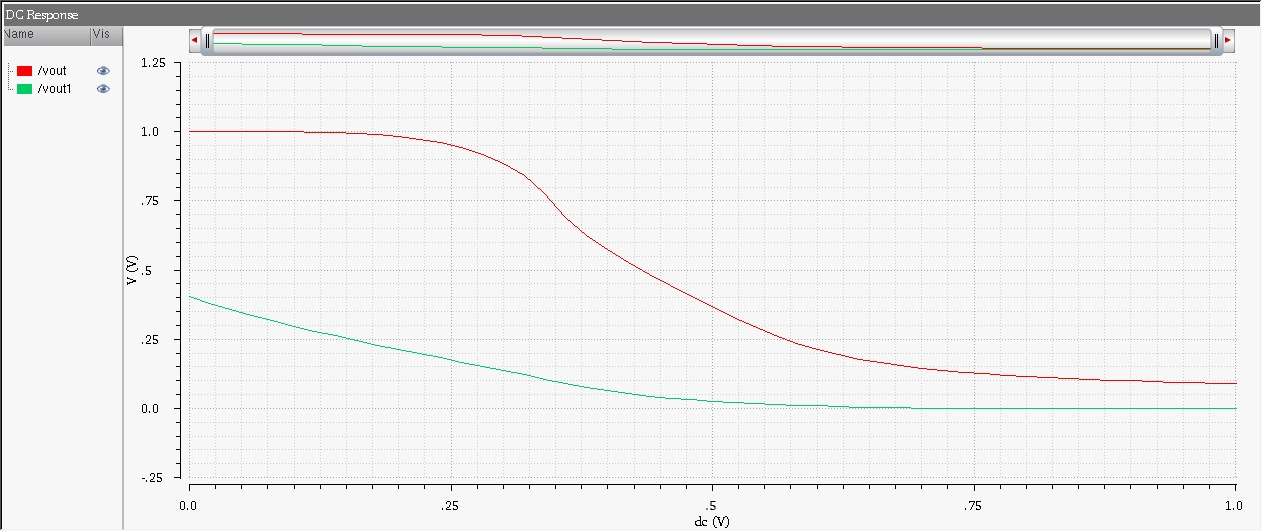 DC Response
Name Vis
/vout
/vout1
1.25
1.0
.75
.5
.25
0.0
-.25
V (V)
0.0 .25 .5 .75 1.0
dc (V)